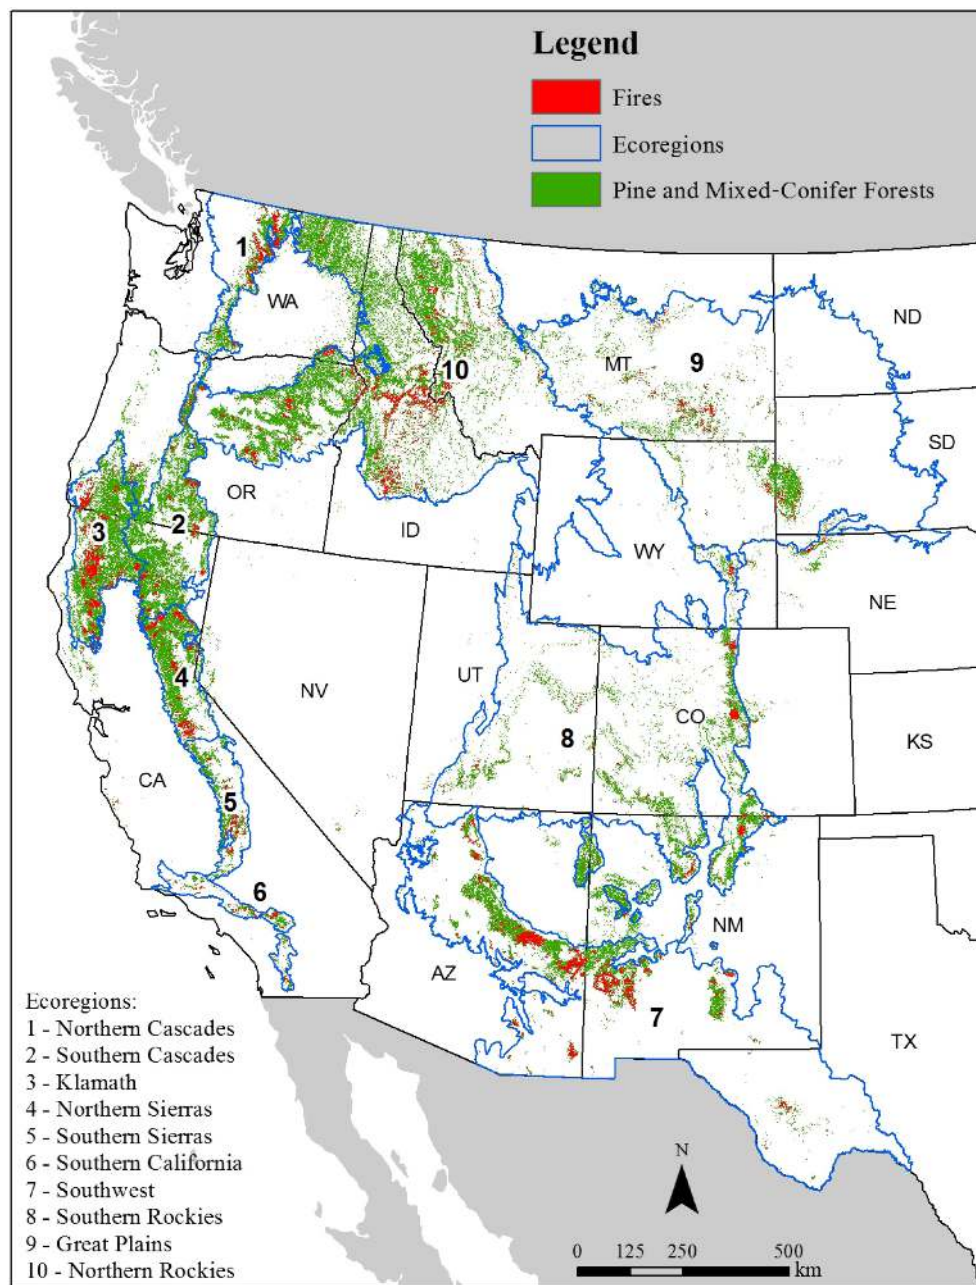 Legend
Fires
Ecoregions
Pine and Mixed-Conifer Forests
1
WA
ND
MT
9
10
SD
OR
ID
2
3
WY
NE
4
NV
UT
CO
8
KS
CA
5
6
NM
AZ
7
TX
Ecoregions:
1 - Northern Cascades
2 - Southern Cascades
3 - Klamath
4 - Northern Sierras
5 - Southern Sierras
6 - Southern California
7 - Southwest
8 - Southern Rockies
9 - Great Plains
10 - Northern Rockies
N
0 125 250 500
km